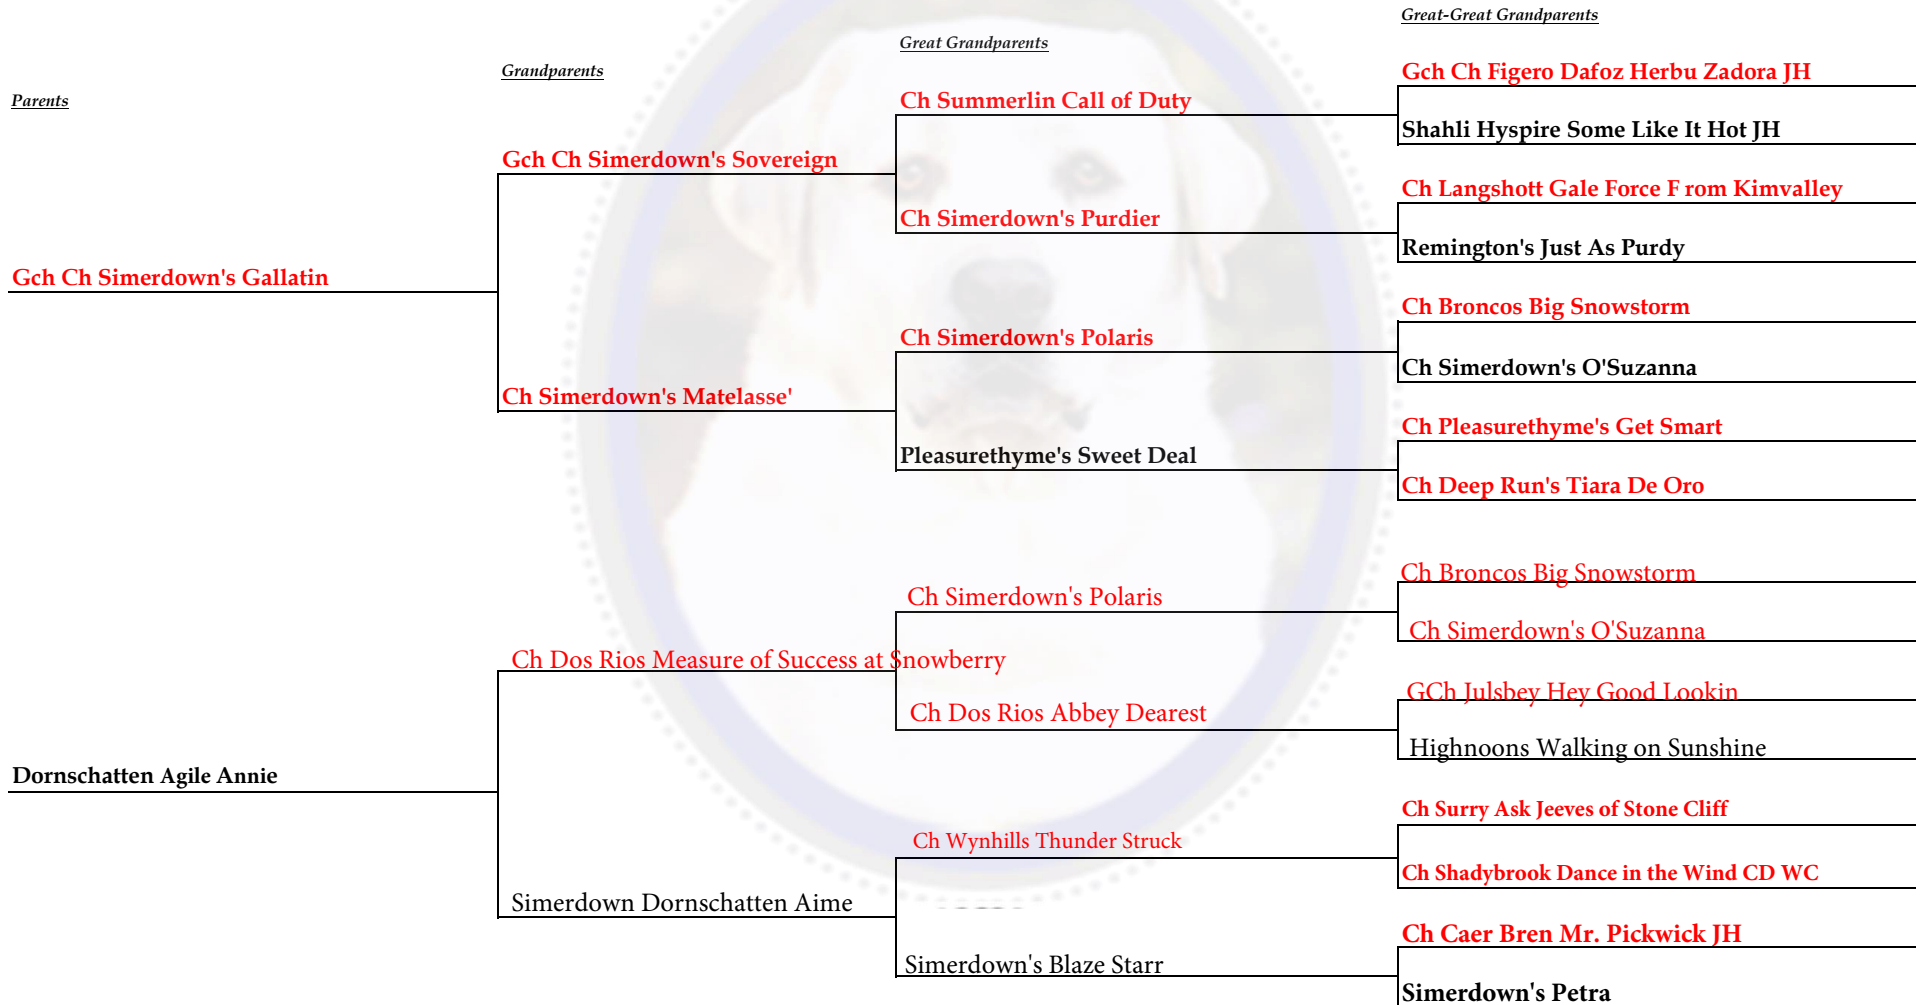 Great-Great Grandparents
Great Grandparents
Grandparents
Parents
Gch Ch Figero Dafoz Herbu Zadora JH
Ch Summerlin Call of Duty
Shahli Hyspire Some Like It Hot JH
Gch Ch Simerdown's Sovereign
Ch Langshott Gale Force F rom Kimvalley
Ch Simerdown's Purdier
Remington's Just As Purdy
Gch Ch Simerdown's Gallatin
Ch Broncos Big Snowstorm
Ch Simerdown's Polaris
Ch Simerdown's O'Suzanna
Ch Simerdown's Matelasse'
Ch Pleasurethyme's Get Smart
Pleasurethyme's Sweet Deal
Ch Deep Run's Tiara De Oro
Ch Broncos Big Snowstorm
Ch Simerdown's Polaris
Ch Simerdown's O'Suzanna
Ch Dos Rios Measure of Success at Snowberry
GCh Julsbey Hey Good Lookin
Ch Dos Rios Abbey Dearest
Highnoons Walking on Sunshine
Dornschatten Agile Annie
Ch Surry Ask Jeeves of Stone Cliff
Ch Wynhills Thunder Struck
Ch Shadybrook Dance in the Wind CD WC
Simerdown Dornschatten Aime
Ch Caer Bren Mr. Pickwick JH
Simerdown's Blaze Starr
Simerdown's Petra